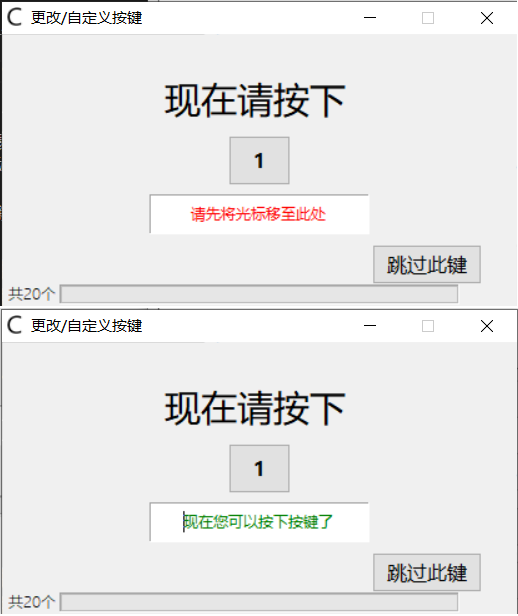 更改/自定义按键
现在请按下
1
请先将光标移至此处
跳过此键
共20个
更改/自定义按键
现在请按下
1
现在您可以按下按键了
跳过此键
共20个